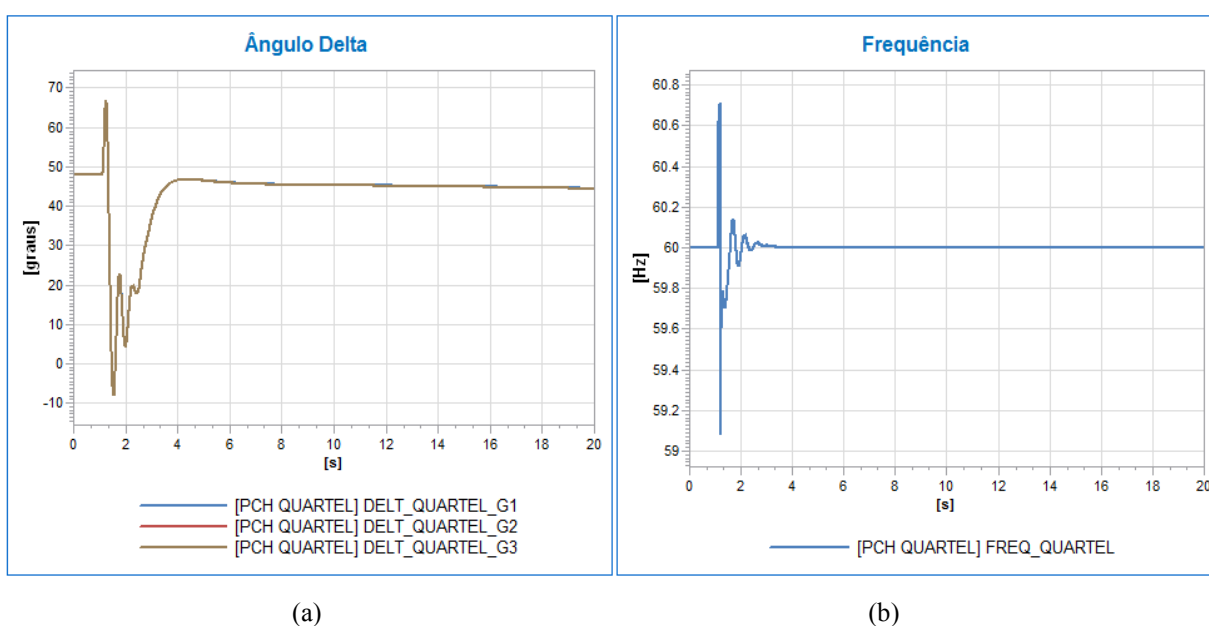 Ângulo Delta
70
60
50
40
30
20
10
0
-10
[graus]
0 2 4 6 8 10 12 14 16 18 20
[s]
[PCH QUARTEL] DELT_QUARTEL_G1
[PCH QUARTEL] DELT_QUARTEL_G2
[PCH QUARTEL] DELT_QUARTEL_G3
(a)
Frequência
60.8
60.6
60.4
60.2
60
59.8
59.6
59.4
59.2
59
[Hz]
0 2 4 6 8 10 12 14 16 18 20
[s]
[PCH QUARTEL] FREQ_QUARTEL
(b)